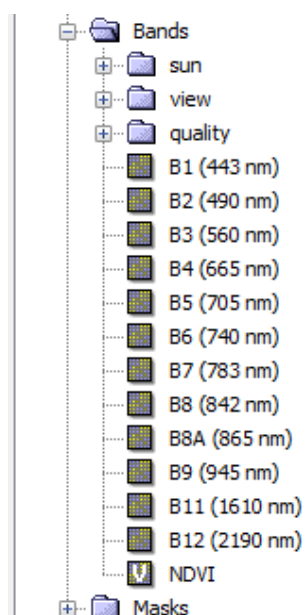 Bands
sun
view
quality
B1 (443 nm)
B2 (490 nm)
B3 (560 nm)
B4 (665 nm)
B5 (705 nm)
B6 (740 nm)
B7 (783 nm)
B8 (842 nm)
B8A (865 nm)
B9 (945 nm)
B11 (1610 nm)
B12 (2190 nm)
NDVI
Masks